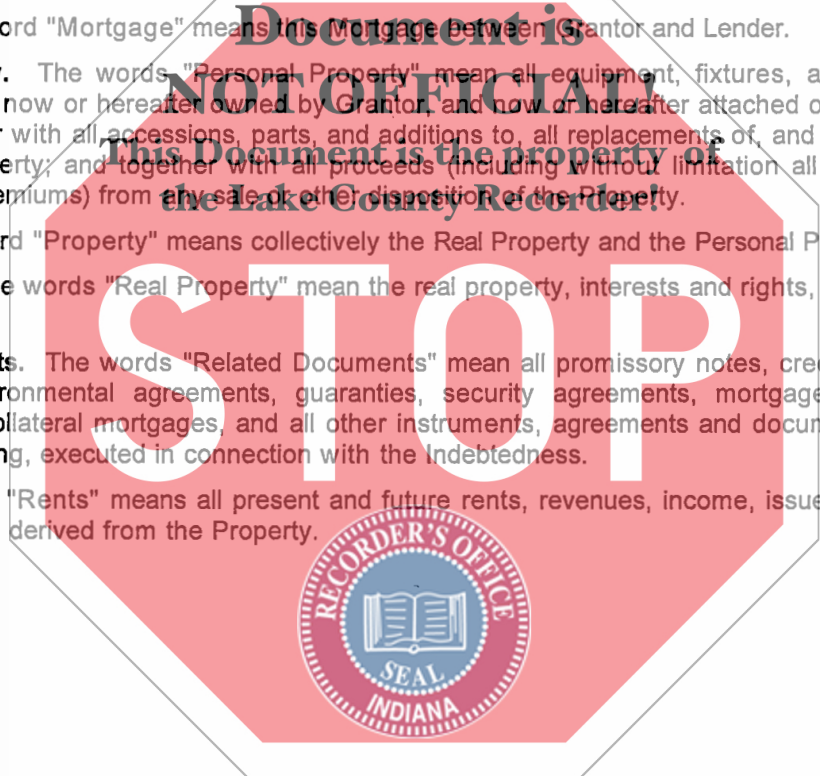 ord "Mortgage" means this Mortgage between Grantor and Lender.
Document is
y. The words "Personal Property" mean all equipment, fixtures, a
NOT OFFICIAL!
now or hereafter owned by Grantor, and now or hereafter attached o
r with all accessions, parts, and additions to, all replacements of, and
This Document is the property of
erty; and together with all proceeds (including without limitation all
emiums) from any sale or other disposition of the Property.
the Lake County Recorder!
rd "Property" means collectively the Real Property and the Personal P
e words "Real Property" mean the real property, interests and rights,
STOP
ts. The words "Related Documents" mean all promissory notes, cre
ronmental agreements, guaranties, security agreements, mortgage
llateral mortgages, and all other instruments, agreements and docum
ng, executed in connection with the Indebtedness.
"Rents" means all present and future rents, revenues, income, issue
derived from the Property.
RECORDER'S OFFICE
SEAL
INDIANA